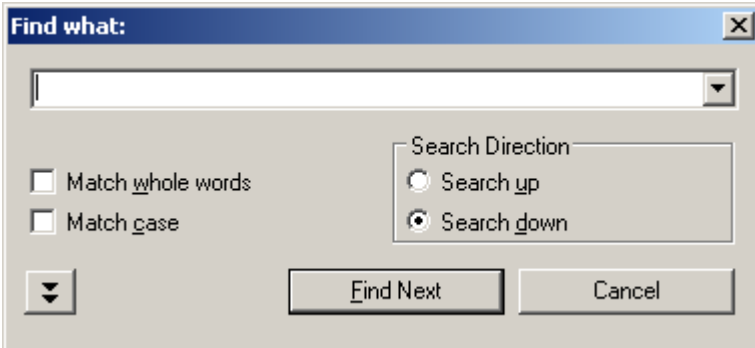 Find what:
Search Direction
Match whole words
Search up
Match case
Search down
Find Next
Cancel